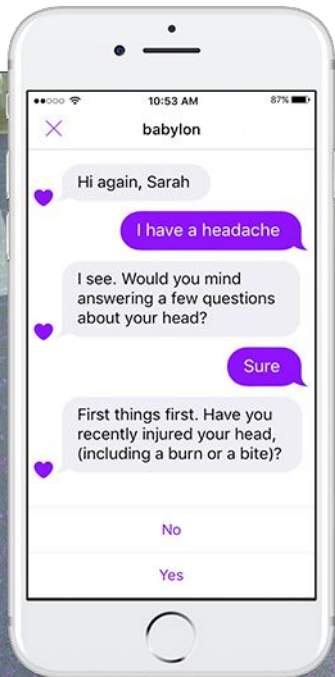 10:53 AM
87%
babylon
Hi again, Sarah
I have a headache
I see. Would you mind
answering a few questions
about your head?
Sure
First things first. Have you
recently injured your head,
(including a burn or a bite)?
No
Yes